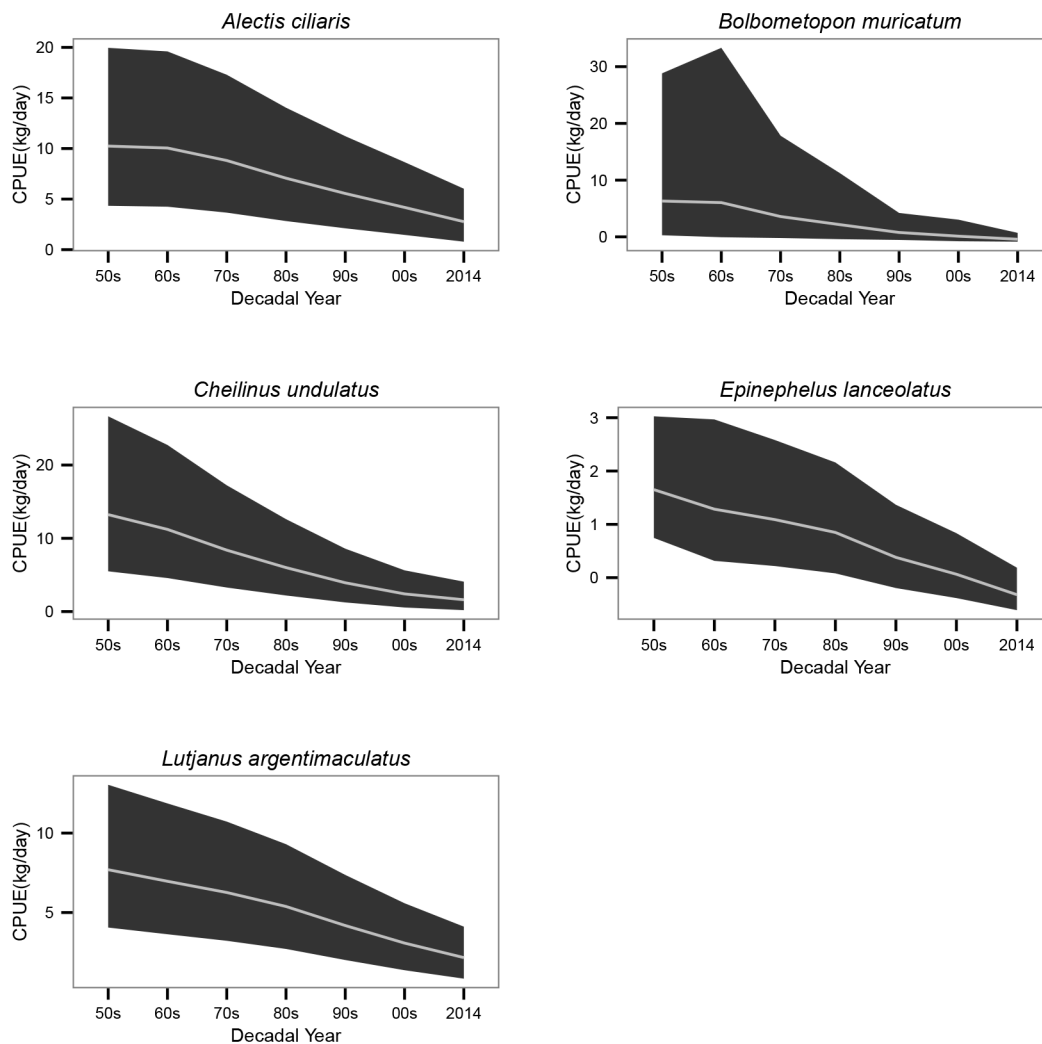 Alectis ciliaris
CPUE(kg/day)
20
15
10
5
0
50s 60s 70s 80s 90s 00s 2014
Decadal Year
Bolbometopon muricatum
CPUE(kg/day)
30
20
10
0
50s 60s 70s 80s 90s 00s 2014
Decadal Year
Cheilinus undulatus
CPUE(kg/day)
20
10
0
50s 60s 70s 80s 90s 00s 2014
Decadal Year
Epinephelus lanceolatus
CPUE(kg/day)
3
2
1
0
50s 60s 70s 80s 90s 00s 2014
Decadal Year
Lutjanus argentimaculatus
CPUE(kg/day)
10
5
50s 60s 70s 80s 90s 00s 2014
Decadal Year